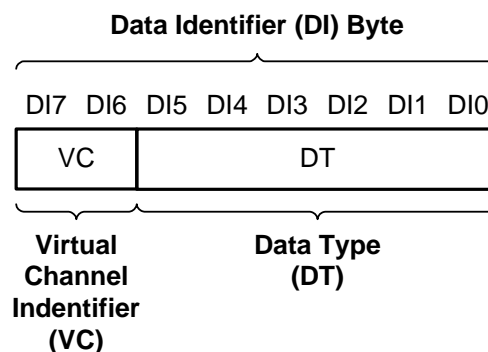 Data Identifier (DI) Byte
DI7 DI6 DI5 DI4 DI3 DI2 DI1 DI0
VC DT
Virtual Data Type
Channel (DT)
Indentifier
(VC)